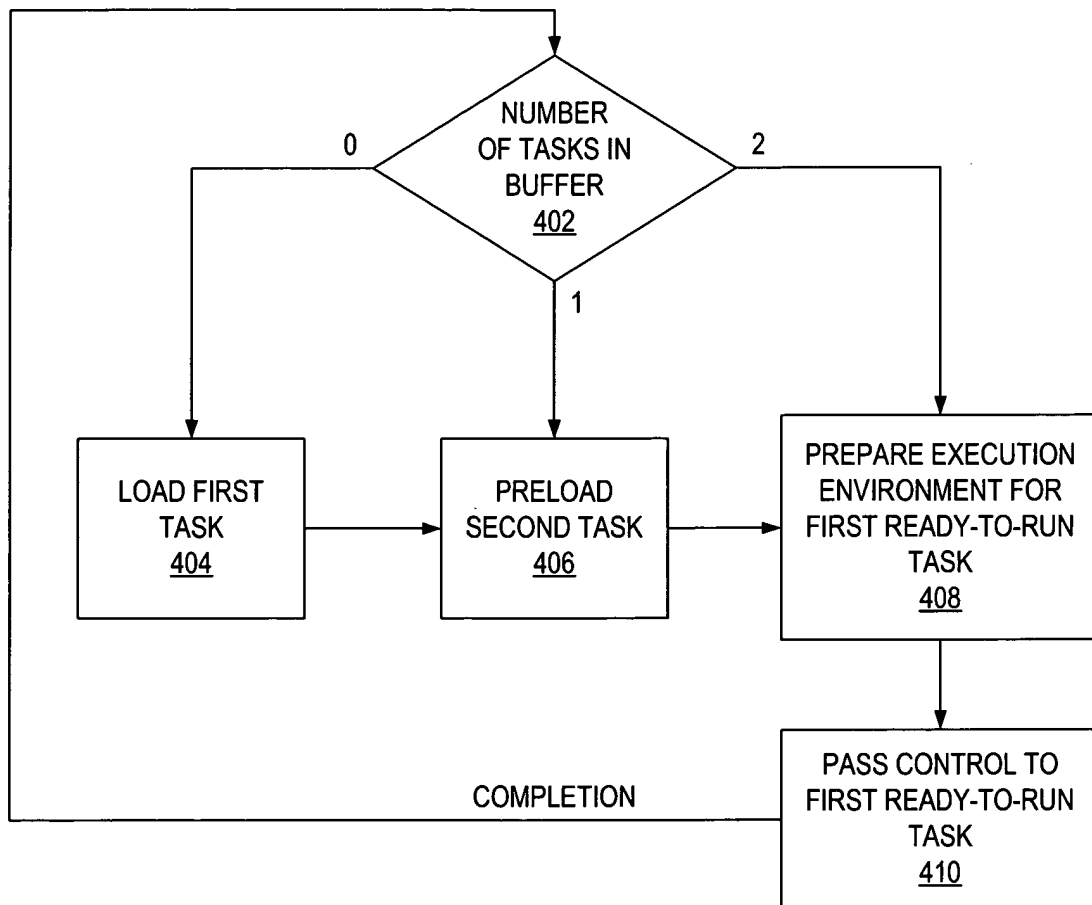 NUMBER
OF TASKS IN
BUFFER
402
0
2
1
LOAD FIRST
TASK
404
PRELOAD
SECOND TASK
406
PREPARE EXECUTION
ENVIRONMENT FOR
FIRST READY-TO-RUN
TASK
408
COMPLETION
PASS CONTROL TO
FIRST READY-TO-RUN
TASK
410